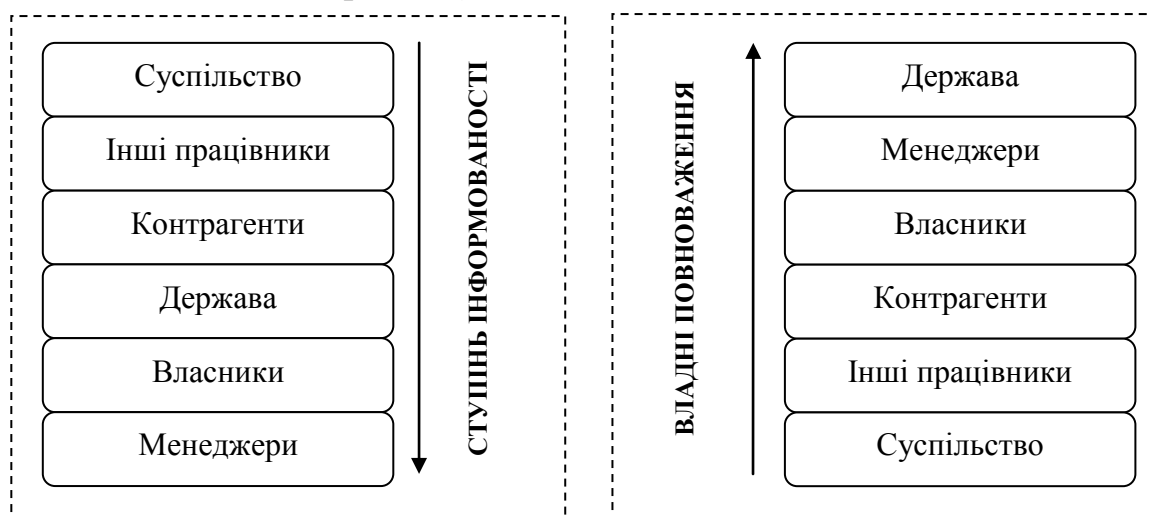 Суспільство
Інші працівники
Контрагенти
Держава
Власники
Менеджери
СТУПІНЬ ІНФОРМОВАНОСТІ
ВЛАДНІ ПОВНОВАЖЕННЯ
Держава
Менеджери
Власники
Контрагенти
Інші працівники
Суспільство